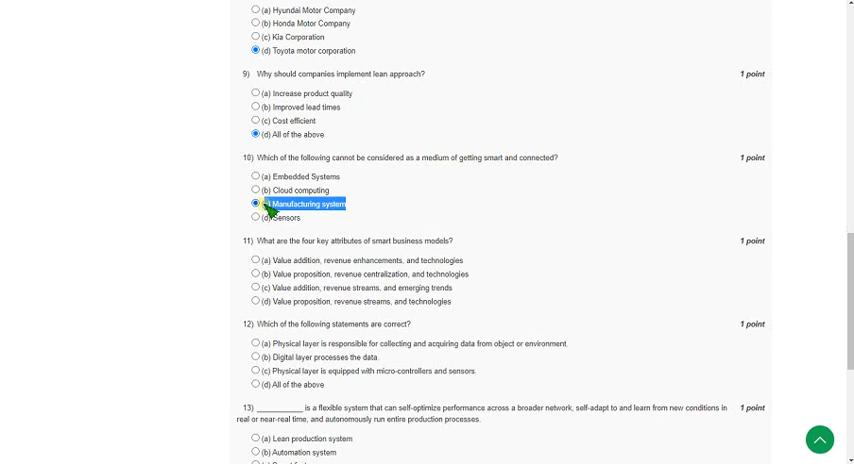 (a) Hyundai Motor Company
(b) Honda Motor Company
(c) Kia Corporation
(d) Toyota motor corporation
9) Why should companies implement lean approach? 1 point
(a) Increase product quality
(b) Improved lead times
(c) Cost efficient
(d) All of the above
10) Which of the following cannot be considered as a medium of getting smart and connected? 1 point
(a) Embedded Systems
(b) Cloud computing
Manufacturing system
(d) Sensors
11) What are the four key attributes of smart business models? 1 point
(a) Value addition, revenue enhancements, and technologies
(b) Value proposition, revenue centralization, and technologies
(c) Value addition, revenue streams, and emerging trends
(d) Value proposition, revenue streams, and technologies
12) Which of the following statements are correct? 1 point
(a) Physical layer is responsible for collecting and acquiring data from object or environment.
(b) Digital layer processes the data.
(c) Physical layer is equipped with micro-controllers and sensors.
(d) All of the above
13) ___________ is a flexible system that can self-optimize performance across a broader network, self-adapt to and learn from new conditions in 1 point
real or near-real time, and autonomously run entire production processes.
(a) Lean production system
(b) Automation system